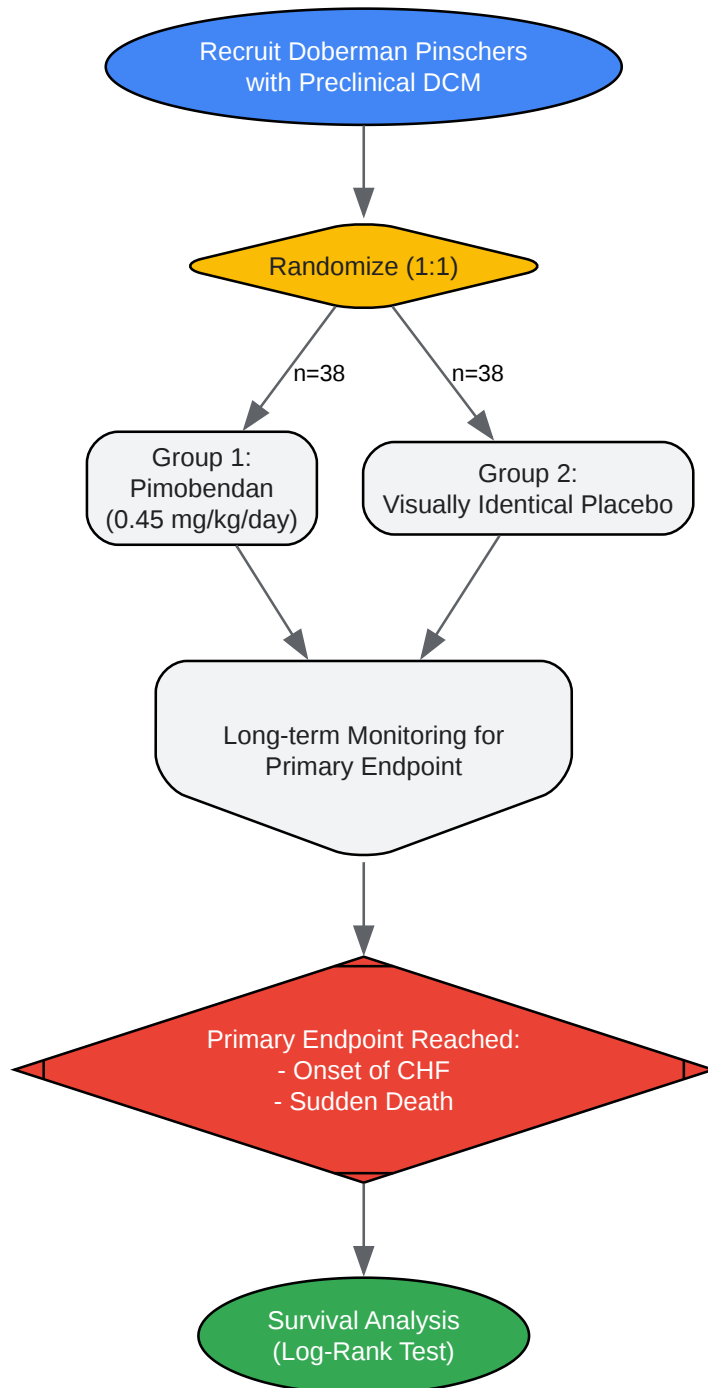 Recruit Doberman Pinschers
with Preclinical DCM
Randomize (1:1)
n=38
n=38
Group 1:
Pimobendan
(0.45 mg/kg/day)
Group 2:
Visually Identical Placebo
Long-term Monitoring for
Primary Endpoint
Primary Endpoint Reached:
- Onset of CHF
- Sudden Death
Survival Analysis
(Log-Rank Test)